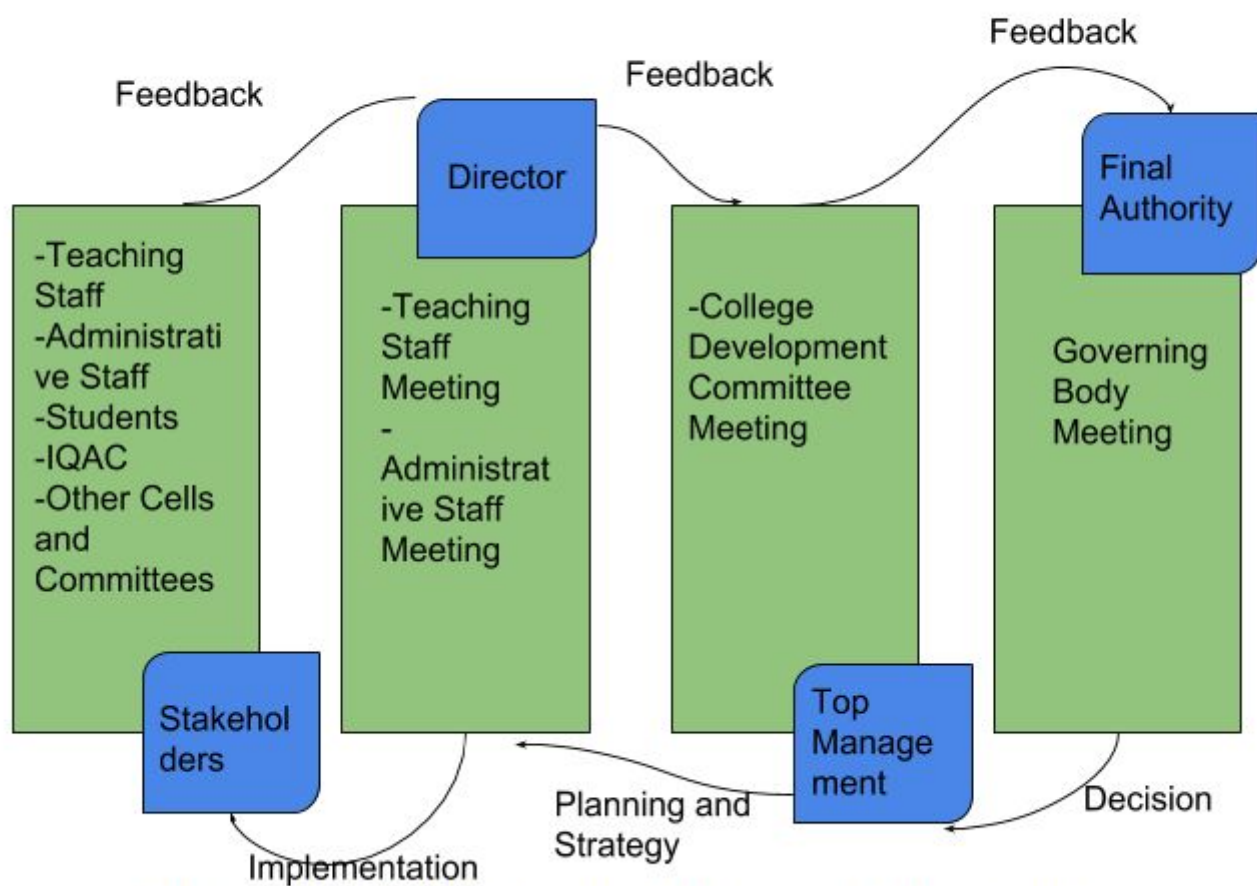 Feedback
Feedback
Feedback
Director
Final
Authority
-Teaching
Staff
-Administrati
ve Staff
-Students
-IQAC
-Other Cells
and
Committees
Stakehol
ders
-Teaching
Staff
Meeting
-
Administrat
ive Staff
Meeting
-College
Development
Committee
Meeting
Top
Manage
ment
Governing
Body
Meeting
Decision
Planning and
Strategy
Implementation